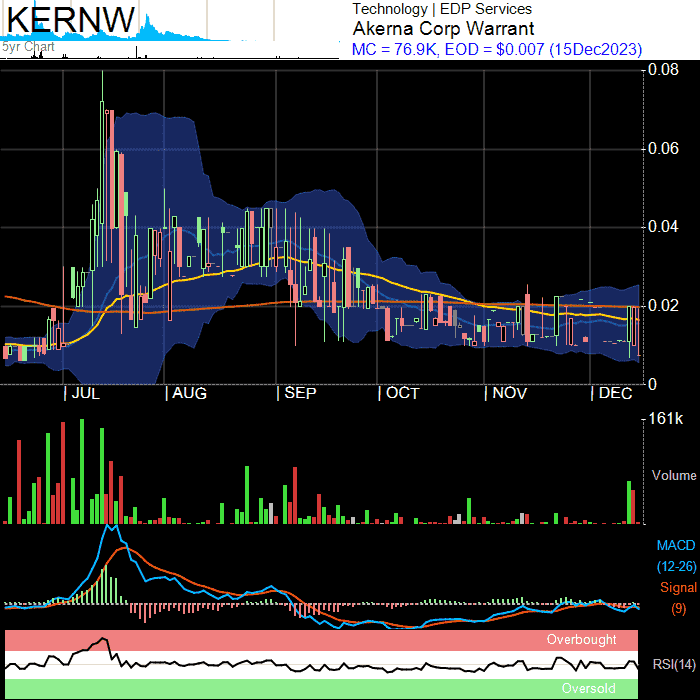 KERNW
5yr Chart
Technology | EDP Services
Akerna Corp Warrant
MC = 76.9K, EOD = $0.007 (15Dec2023)
0.08
0.06
0.04
0.02
0
JUL AUG SEP OCT NOV DEC
161k
Volume
MACD
(12-26)
Signal
(9)
Overbought
RSI(14)
Oversold